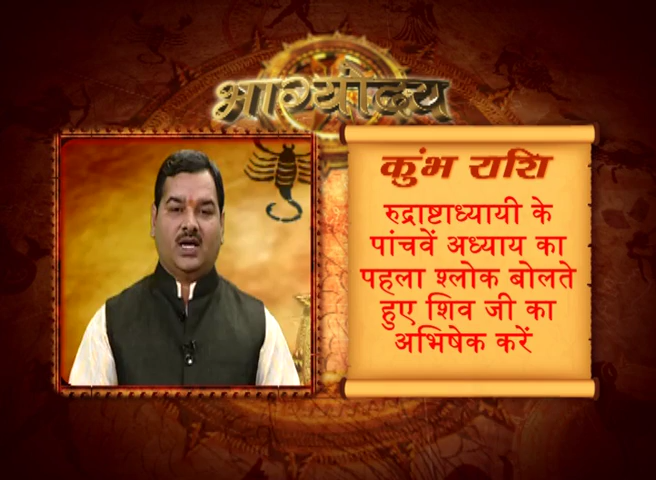 भाग्योदय
कुंभ राशि
रुद्राष्टाध्यायी के
पांचवें अध्याय का
पहला श्लोक बोलते
हुए शिव जी का
अभिषेक करें